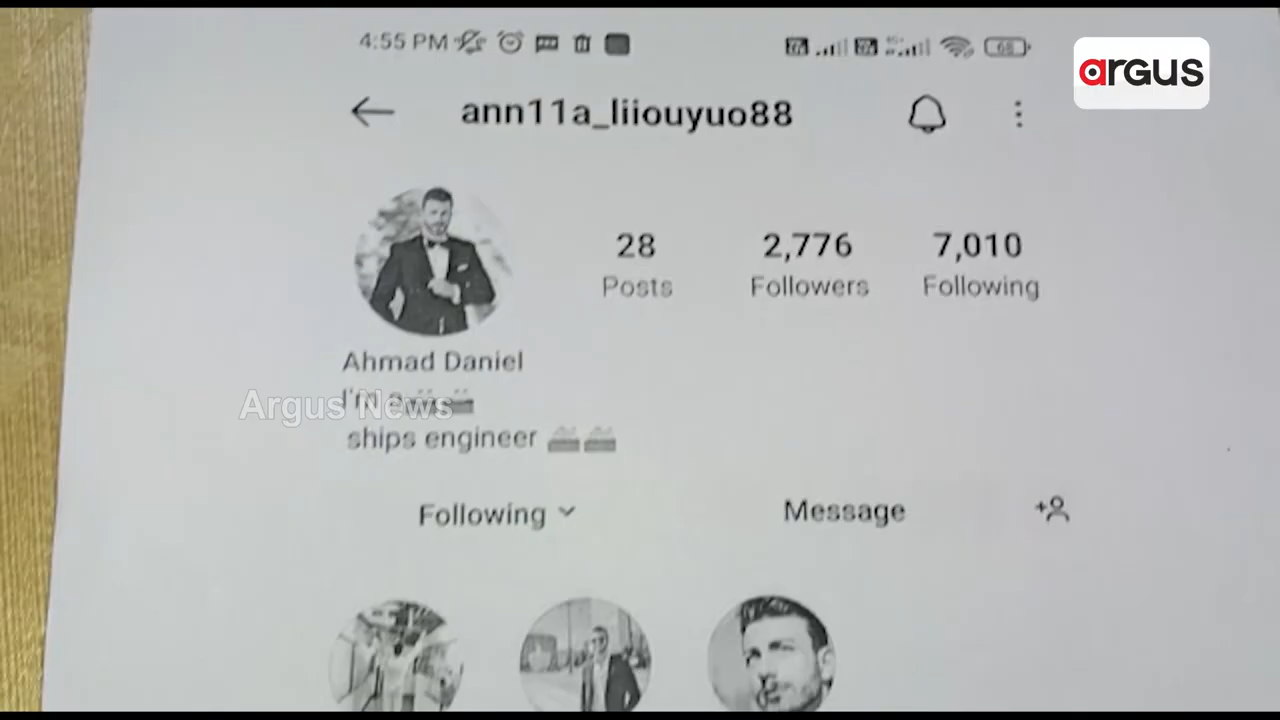 4:55 PM
68
argus
ann11a_liiouyuo88
28
2,776
7,010
Posts
Followers
Following
Ahmad Daniel
I'm a
Argus News
ships engineer
Following
Message